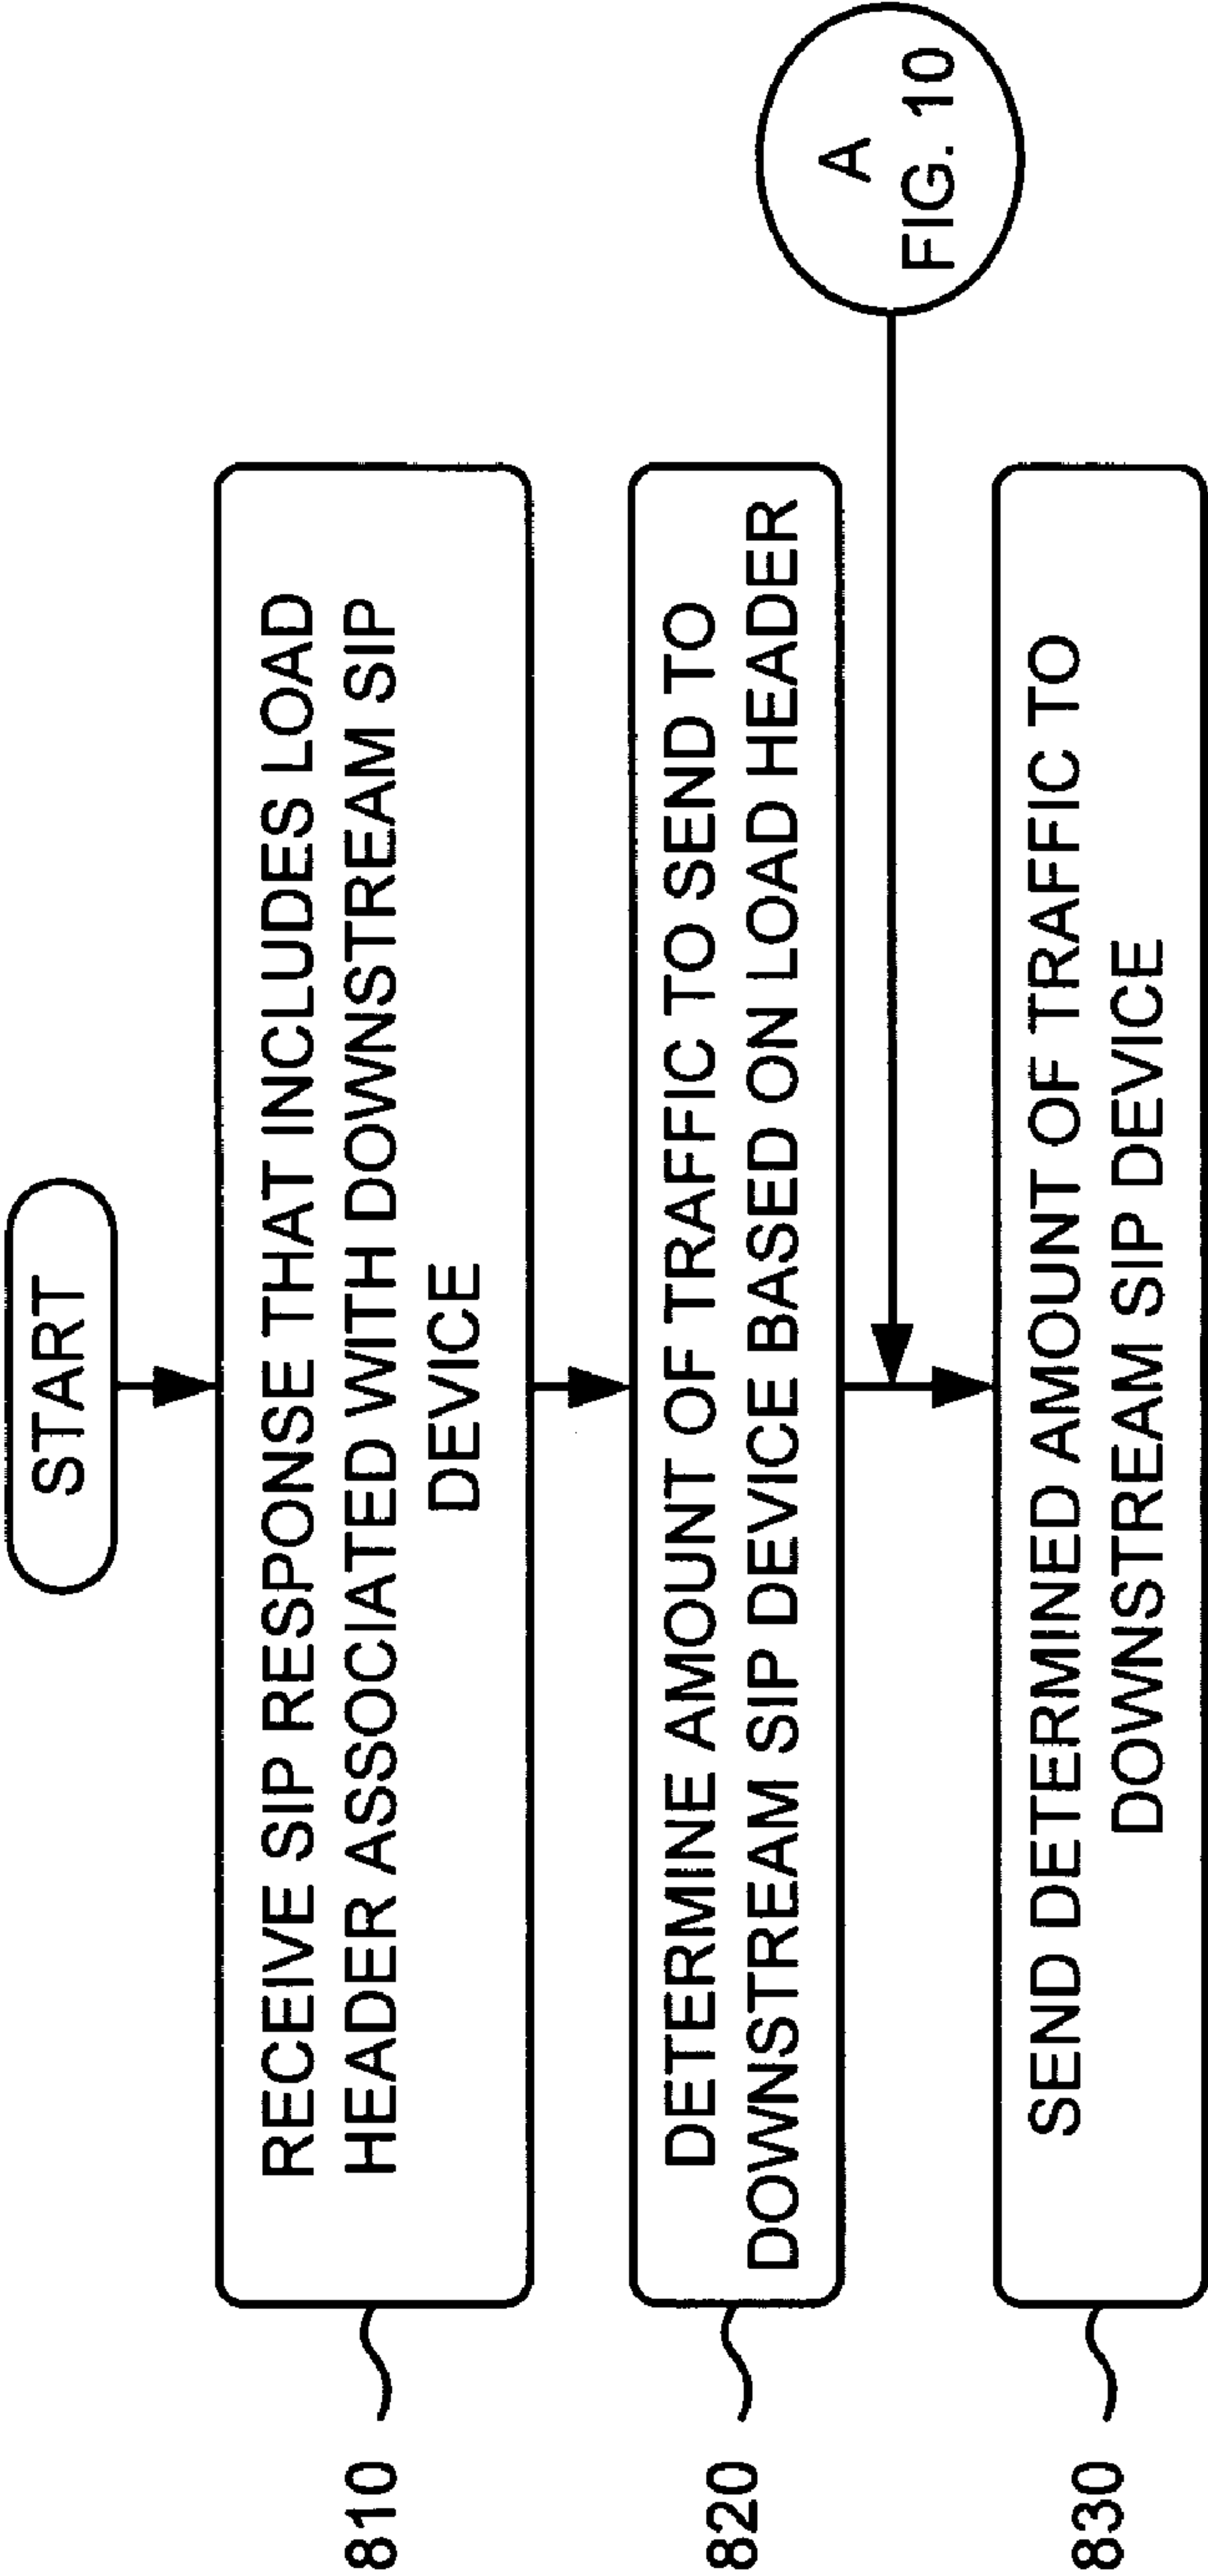 START
810
RECEIVE SIP RESPONSE THAT INCLUDES LOAD
HEADER ASSOCIATED WITH DOWNSTREAM SIP
DEVICE
820
DETERMINE AMOUNT OF TRAFFIC TO SEND TO
DOWNSTREAM SIP DEVICE BASED ON LOAD HEADER
A
FIG. 10
830
SEND DETERMINED AMOUNT OF TRAFFIC TO
DOWNSTREAM SIP DEVICE